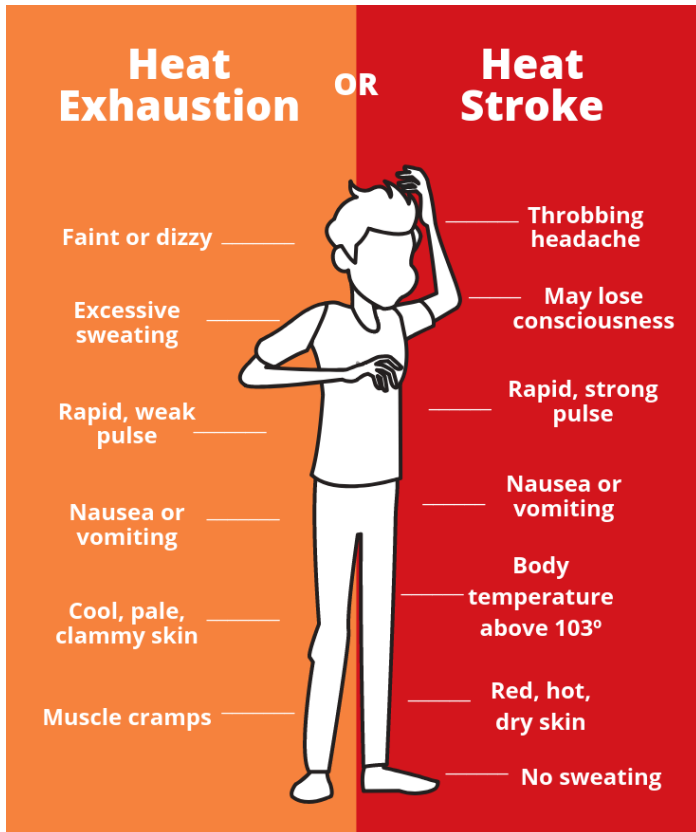 Heat
Exhaustion
OR
Heat
Stroke
Faint or dizzy
Excessive
sweating
Rapid, weak
pulse
Nausea or
vomiting
Cool, pale,
clammy skin
Muscle cramps
Throbbing
headache
May lose
consciousness
Rapid, strong
pulse
Nausea or
vomiting
Body
temperature
above 103º
Red, hot,
dry skin
No sweating